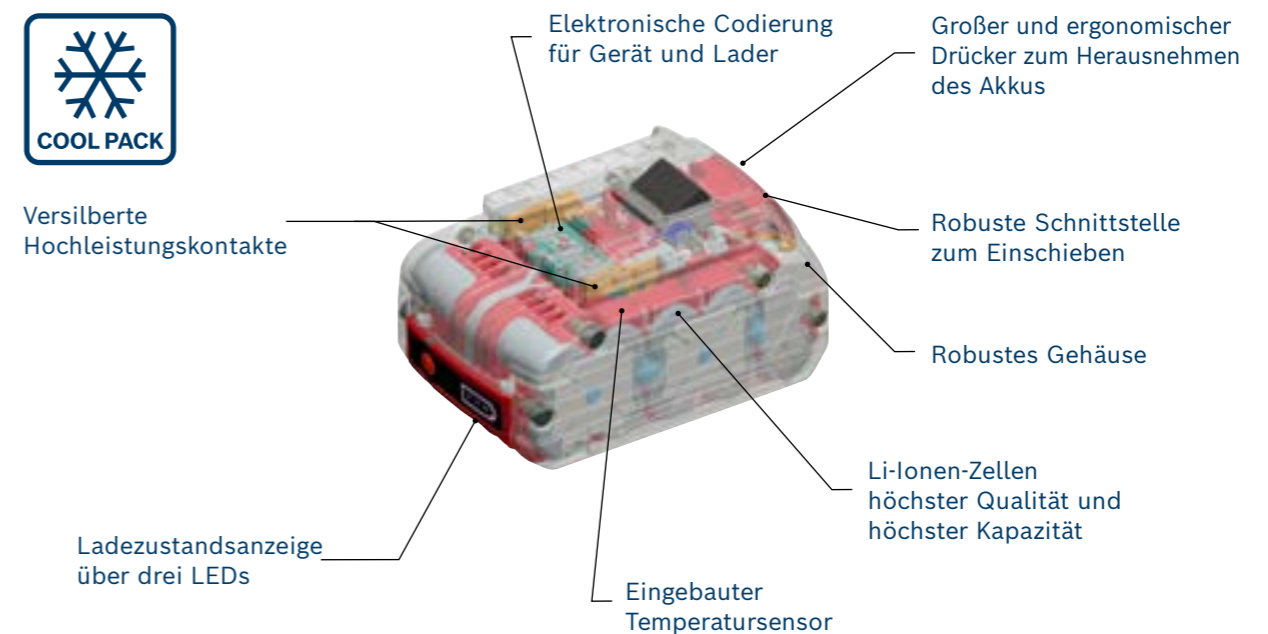 COOL PACK
Elektronische Codierung
für Gerät und Lader
Großer und ergonomischer
Drücker zum Herausnehmen
des Akkus
Versilberte
Hochleistungskontakte
Robuste Schnittstelle
zum Einschieben
Robustes Gehäuse
Li-Ionen-Zellen
höchster Qualität und
höchster Kapazität
Ladezustandsanzeige
über drei LEDs
Eingebauter
Temperatursensor